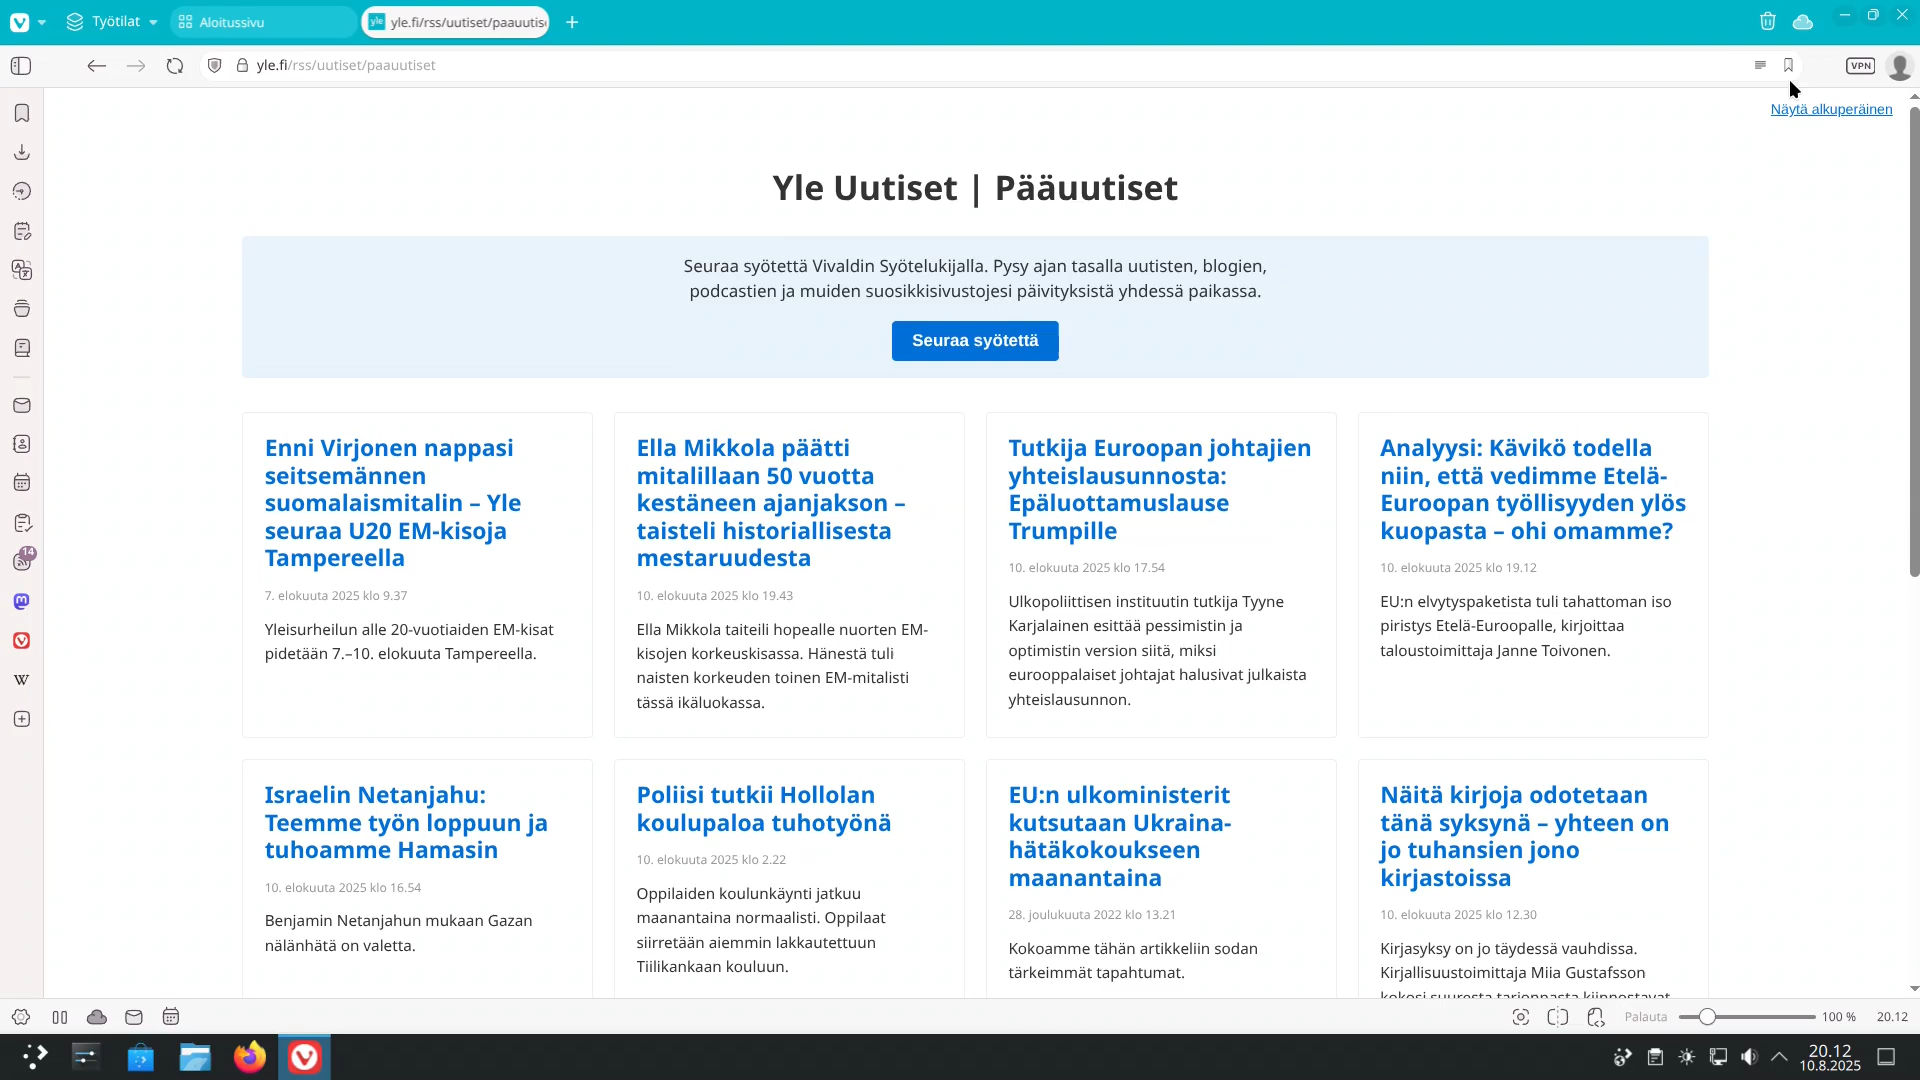 Työtilat
Aloitussivu
yle.fi/rss/uutiset/paauutise
yle.fi/rss/uutiset/paauutiset
VPN
Näytä alkuperäinen
Yle Uutiset | Pääuutiset
Seuraa syötettä Vivaldin Syötelukijalla. Pysy ajan tasalla uutisten, blogien,
podcastien ja muiden suosikkisivustojesi päivityksistä yhdessä paikassa.
Seuraa syötettä
Enni Virjonen nappasi
seitsemännen
suomalaismitalin – Yle
seuraa U20 EM-kisoja
Tampereella
7. elokuuta 2025 klo 9.37
Yleisurheilun alle 20-vuotiaiden EM-kisat
pidetään 7.–10. elokuuta Tampereella.
Ella Mikkola päätti
mitalillaan 50 vuotta
kestäneen ajanjakson –
taisteli historiallisesta
mestaruudesta
10. elokuuta 2025 klo 19.43
Ella Mikkola taiteili hopealle nuorten EM-
kisojen korkeuskisassa. Hänestä tuli
naisten korkeuden toinen EM-mitalisti
tässä ikäluokassa.
Tutkija Euroopan johtajien
yhteislausunnosta:
Epäluottamuslause
Trumpille
10. elokuuta 2025 klo 17.54
Ulkopoliittisen instituutin tutkija Tyyne
Karjalainen esittää pessimistin ja
optimistin version siitä, miksi
eurooppalaiset johtajat halusivat julkaista
yhteislausunnon.
Analyysi: Kävikö todella
niin, että vedimme Etelä-
Euroopan työllisyyden ylös
kuopasta – ohi omamme?
10. elokuuta 2025 klo 19.12
EU:n elvytyspaketista tuli tahattoman iso
piristys Etelä-Euroopalle, kirjoittaa
taloustoimittaja Janne Toivonen.
Israelin Netanjahu:
Teemme työn loppuun ja
tuhoamme Hamasin
10. elokuuta 2025 klo 16.54
Benjamin Netanjahun mukaan Gazan
nälänhätä on valetta.
Poliisi tutkii Hollolan
koulupaloa tuhotyönä
10. elokuuta 2025 klo 2.22
Oppilaiden koulunkäynti jatkuu
maanantaina normaalisti. Oppilaat
siirretään aiemmin lakkautettuun
Tiilikankaan kouluun.
EU:n ulkoministerit
kutsutaan Ukraina-
hätäkokoukseen
maanantaina
28. joulukuuta 2022 klo 13.21
Kokoamme tähän artikkeliin sodan
tärkeimmät tapahtumat.
Näitä kirjoja odotetaan
tänä syksynä – yhteen on
jo tuhansien jono
kirjastoissa
10. elokuuta 2025 klo 12.30
Kirjasyksy on jo täydessä vauhdissa.
Kirjallisuustoimittaja Miia Gustafsson
kokosi suuresta tarjonnasta kiinnostavat
14
W
Palauta
100 %
20.12
20.12
10.8.2025